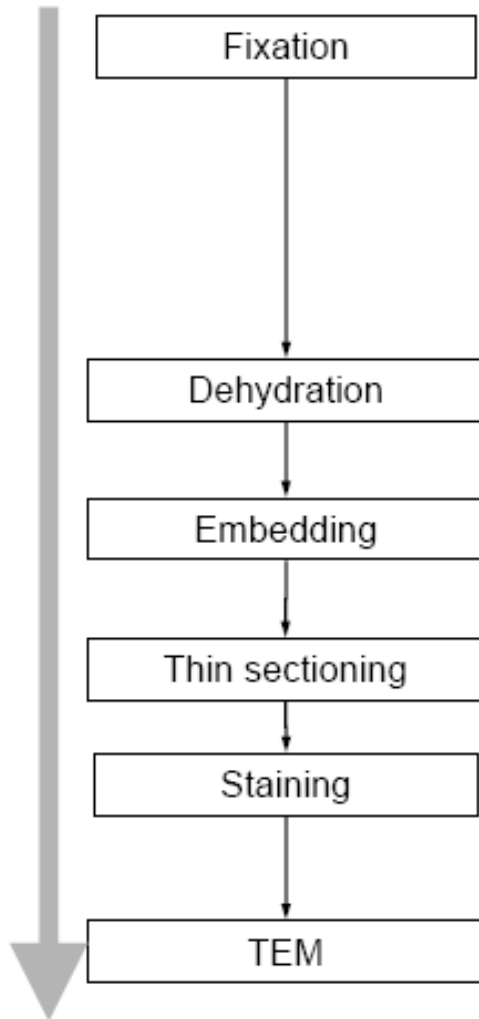 Fixation
Dehydration
Embedding
Thin sectioning
Staining
TEM